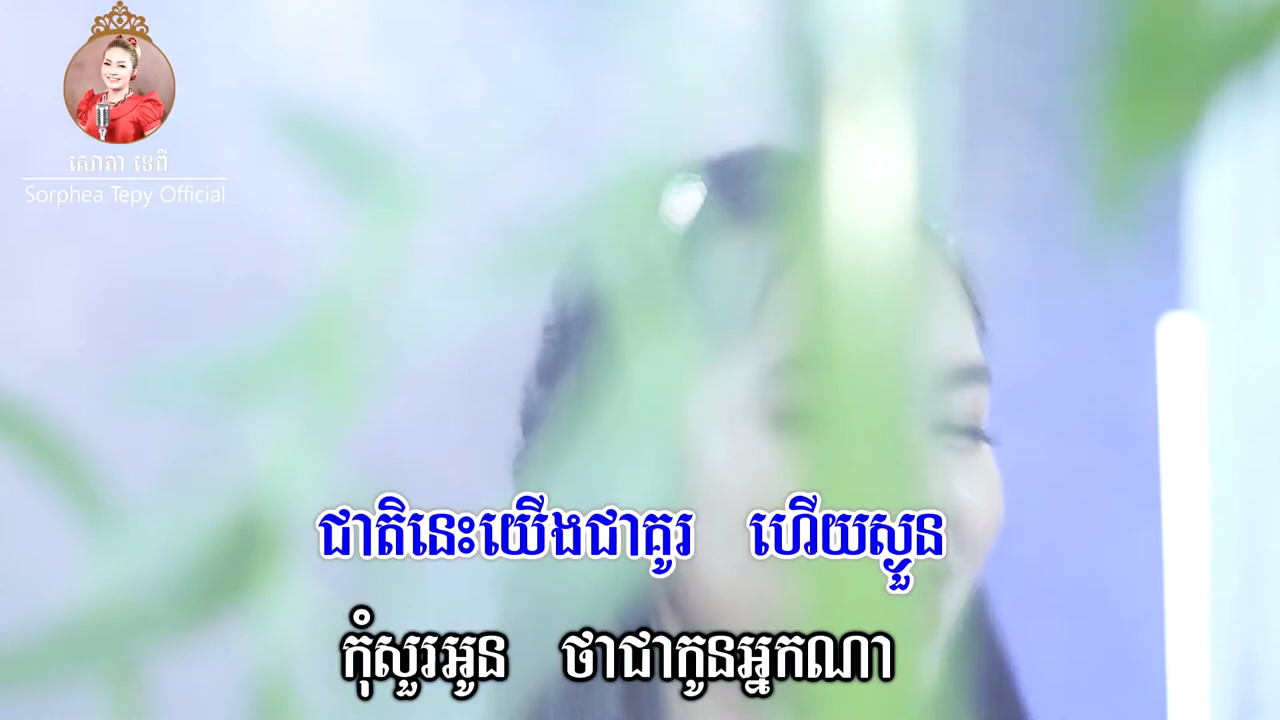 សោភា ទេពី
Sorphea Tepy Official
ជាតិនេះយើងជាគូរ ហើយស្ងួន
កុំសួរអូន ថាជាកូនអ្នកណា